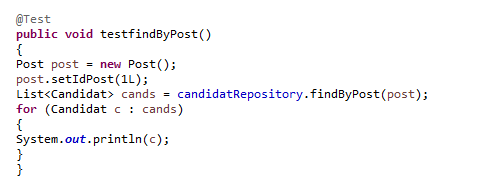 @Test
public void testfindByPost()
{
Post post = new Post();
post.setIdPost(1L);
List<Candidat> cands = candidatRepository.findByPost(post);
for (Candidat c : cands)
{
System.out.println(c);
}
}